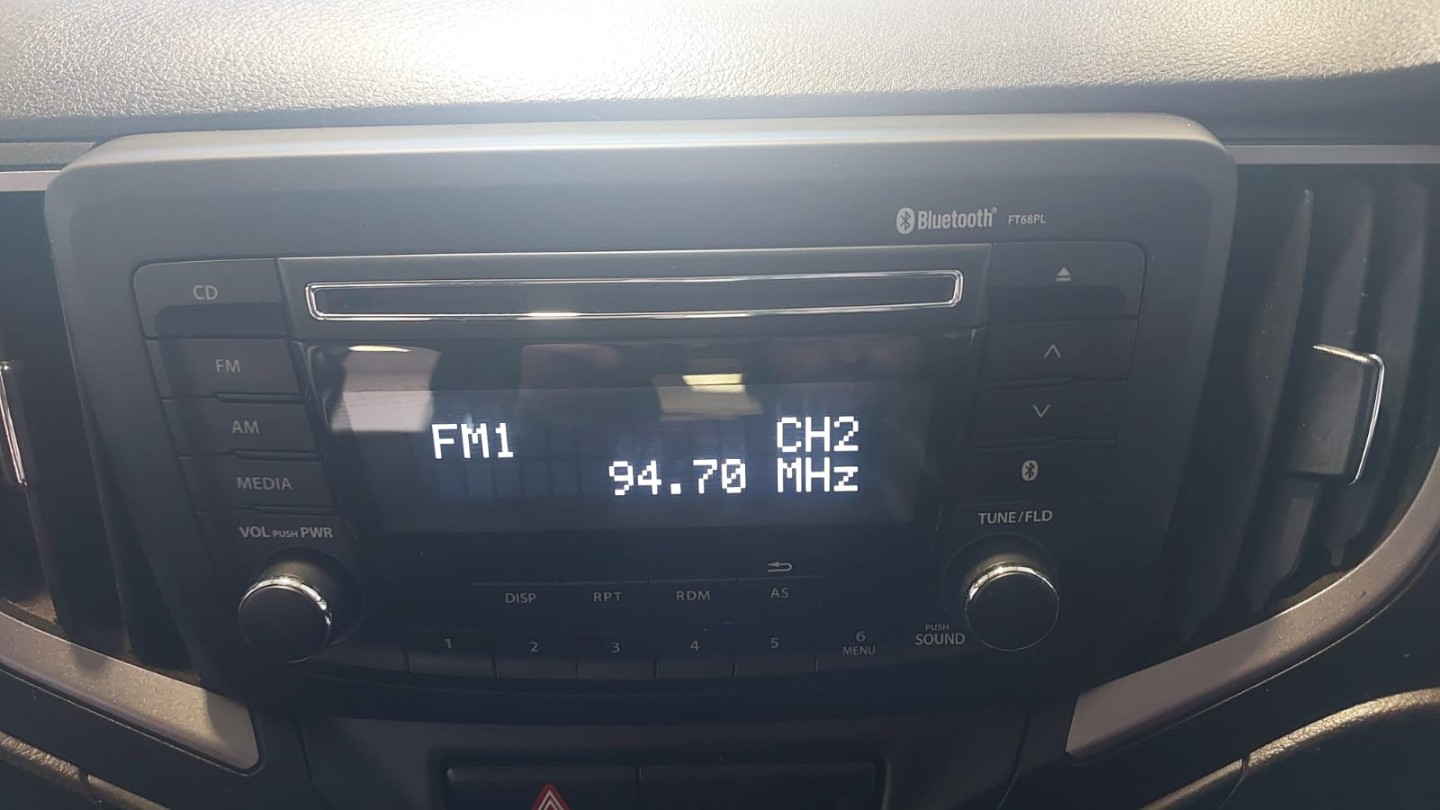 Bluetooth® FT68PL
CD
FM
AM
MEDIA
VOL PUSH PWR
FM1 CH2
94.70 MHz
TUNE/FLD
DISP RPT RDM AS
1 2 3 4 5 6
MENU
PUSH
SOUND